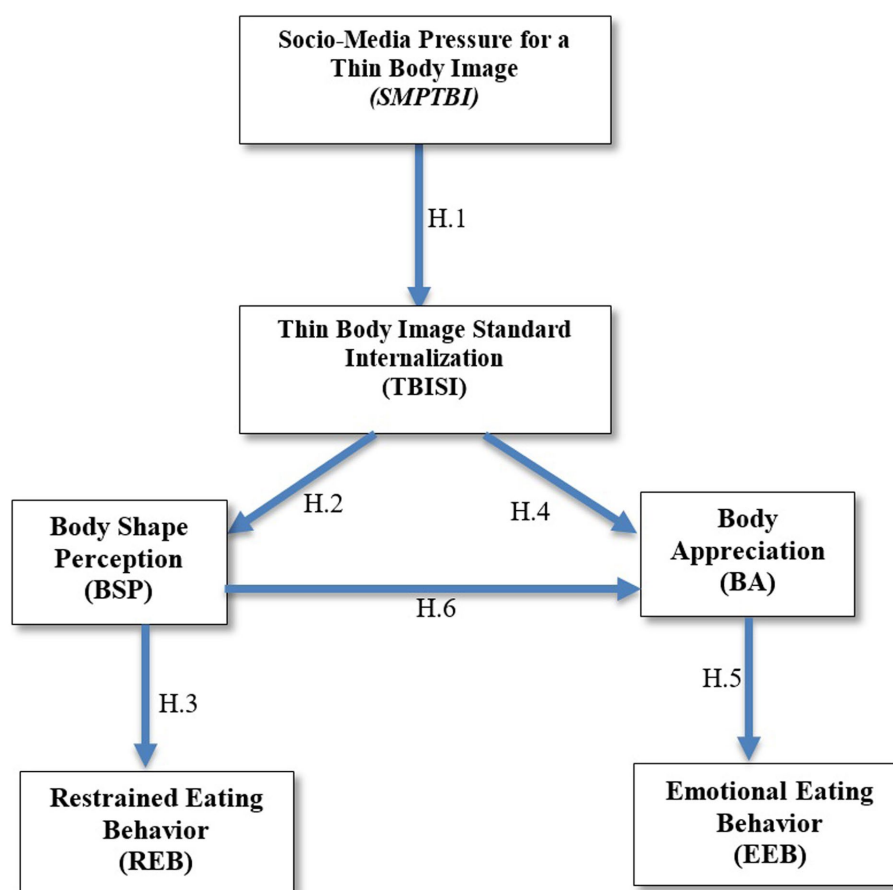 Socio-Media Pressure for a
Thin Body Image
(SMPTBI)
H.1
Thin Body Image Standard
Internalization
(TBISI)
H.2
H.4
Body Shape
Perception
(BSP)
Body
Appreciation
(BA)
H.6
H.3
H.5
Restrained Eating
Behavior
(REB)
Emotional Eating
Behavior
(EEB)